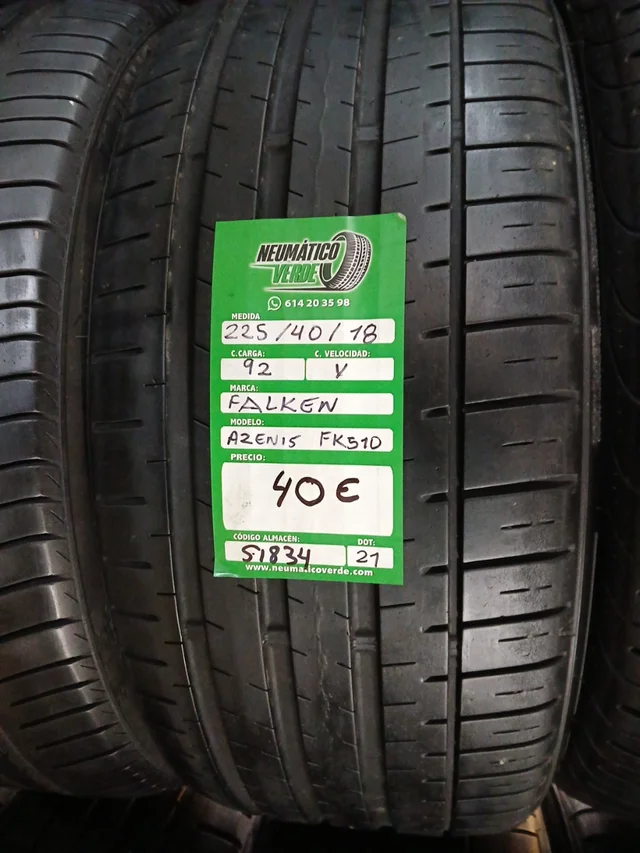 NEUMÁTICO
VERDE
614 20 35 98
MEDIDA
225/40/18
C.CARGA: C. VELOCIDAD:
92 Y
MARCA:
FALKEN
MODELO:
AZENIS FK510
PRECIO:
40 €
CÓDIGO ALMACÉN: DOT:
51834 21
www.neumaticoverde.com